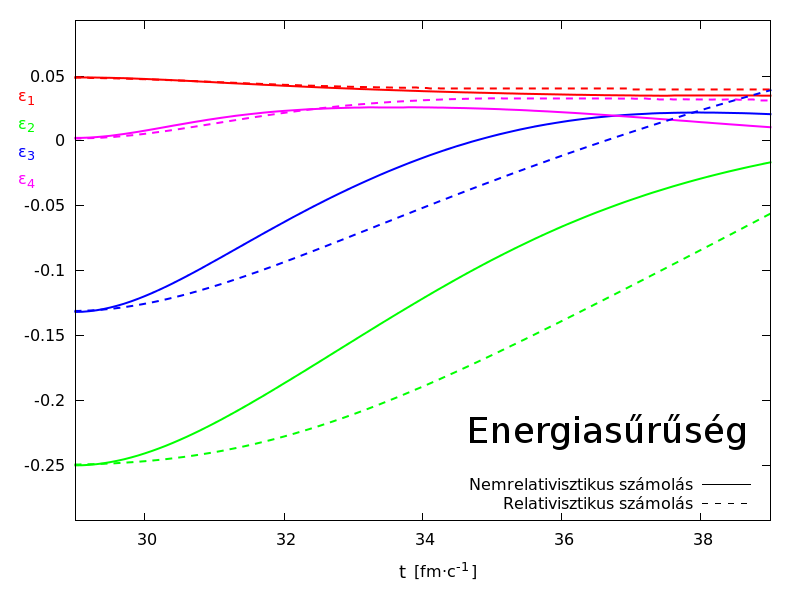 0.05
0
-0.05
-0.1
-0.15
-0.2
-0.25
ε1
ε2
ε3
ε4
Energiasűrűség
Nemrelativisztikus számolás
Relativisztikus számolás
30 32 34 36 38
t [fm·c-1]